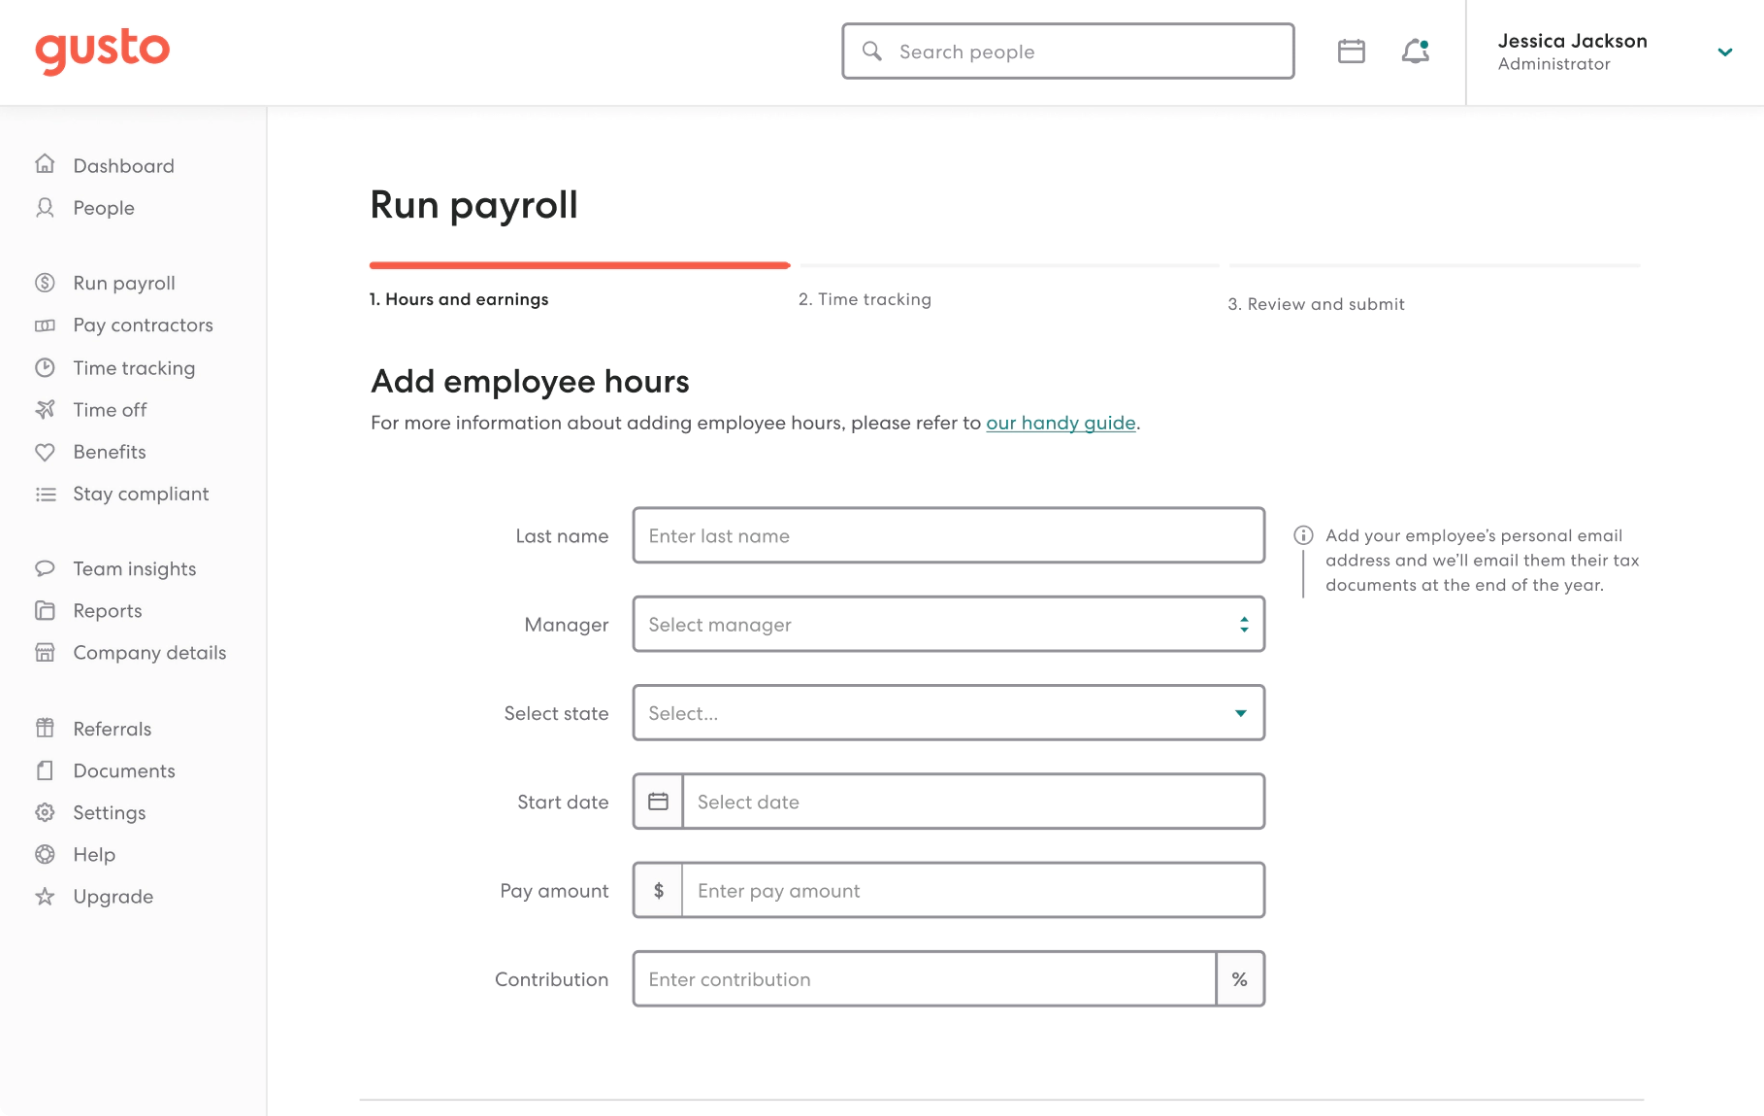 gusto
Search people
Jessica Jackson
Administrator
Dashboard
People
Run payroll
Pay contractors
Time tracking
Time off
Benefits
Stay compliant
Team insights
Reports
Company details
Referrals
Documents
Settings
Help
Upgrade
Run payroll
1. Hours and earnings
2. Time tracking
3. Review and submit
Add employee hours
For more information about adding employee hours, please refer to our handy guide.
Last name
Enter last name
Add your employee’s personal email
address and we’ll email them their tax
documents at the end of the year.
Manager
Select manager
Select state
Select...
Start date
Select date
Pay amount
$
Enter pay amount
Contribution
Enter contribution
%